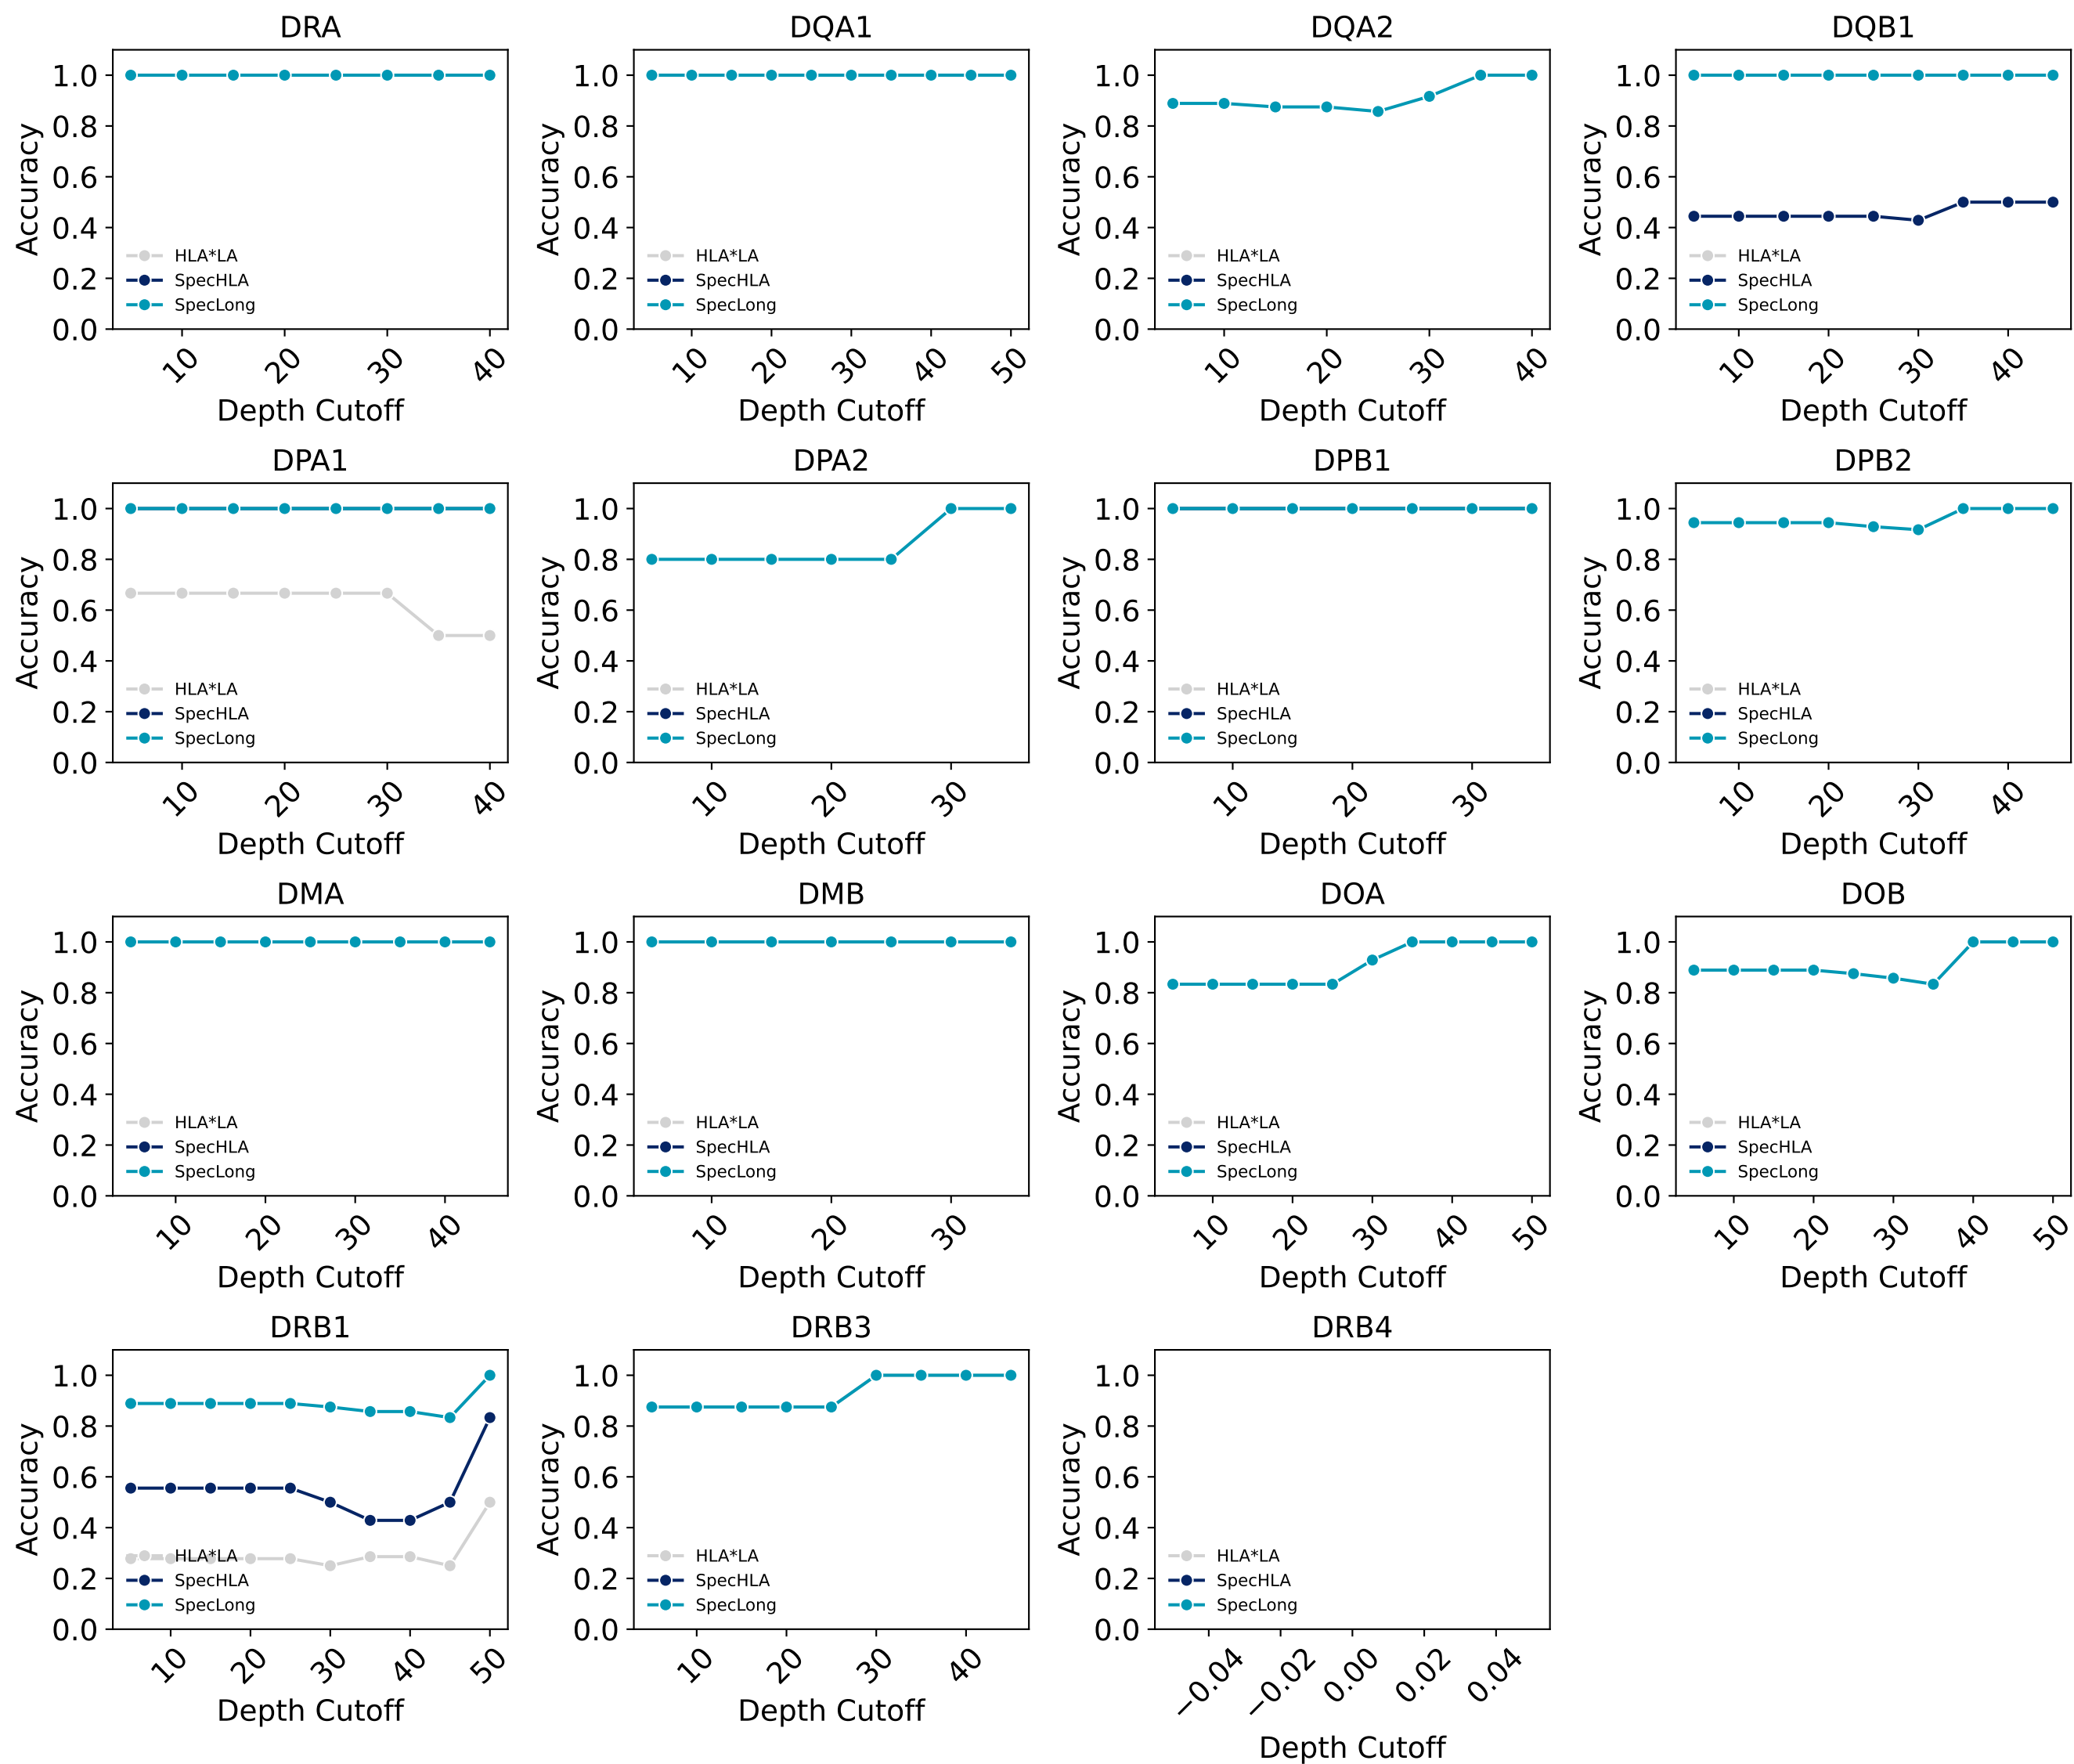 DRA
DQA1
DQA2
DQB1
1.0
0.8
0.6
0.4
0.2
0.0
Accuracy
HLA*LA
SpecHLA
SpecLong
10 20 30 40
Depth Cutoff
1.0
0.8
0.6
0.4
0.2
0.0
Accuracy
HLA*LA
SpecHLA
SpecLong
10 20 30 40 50
Depth Cutoff
1.0
0.8
0.6
0.4
0.2
0.0
Accuracy
HLA*LA
SpecHLA
SpecLong
10 20 30 40
Depth Cutoff
1.0
0.8
0.6
0.4
0.2
0.0
Accuracy
HLA*LA
SpecHLA
SpecLong
10 20 30 40
Depth Cutoff
DPA1
DPA2
DPB1
DPB2
1.0
0.8
0.6
0.4
0.2
0.0
Accuracy
HLA*LA
SpecHLA
SpecLong
10 20 30 40
Depth Cutoff
1.0
0.8
0.6
0.4
0.2
0.0
Accuracy
HLA*LA
SpecHLA
SpecLong
10 20 30
Depth Cutoff
1.0
0.8
0.6
0.4
0.2
0.0
Accuracy
HLA*LA
SpecHLA
SpecLong
10 20 30
Depth Cutoff
1.0
0.8
0.6
0.4
0.2
0.0
Accuracy
HLA*LA
SpecHLA
SpecLong
10 20 30 40
Depth Cutoff
DMA
DMB
DOA
DOB
1.0
0.8
0.6
0.4
0.2
0.0
Accuracy
HLA*LA
SpecHLA
SpecLong
10 20 30 40
Depth Cutoff
1.0
0.8
0.6
0.4
0.2
0.0
Accuracy
HLA*LA
SpecHLA
SpecLong
10 20 30
Depth Cutoff
1.0
0.8
0.6
0.4
0.2
0.0
Accuracy
HLA*LA
SpecHLA
SpecLong
10 20 30 40 50
Depth Cutoff
1.0
0.8
0.6
0.4
0.2
0.0
Accuracy
HLA*LA
SpecHLA
SpecLong
10 20 30 40 50
Depth Cutoff
DRB1
DRB3
DRB4
1.0
0.8
0.6
0.4
0.2
0.0
Accuracy
HLA*LA
SpecHLA
SpecLong
10 20 30 40 50
Depth Cutoff
1.0
0.8
0.6
0.4
0.2
0.0
Accuracy
HLA*LA
SpecHLA
SpecLong
10 20 30 40
Depth Cutoff
1.0
0.8
0.6
0.4
0.2
0.0
Accuracy
HLA*LA
SpecHLA
SpecLong
−0.04 −0.02 0.00 0.02 0.04
Depth Cutoff